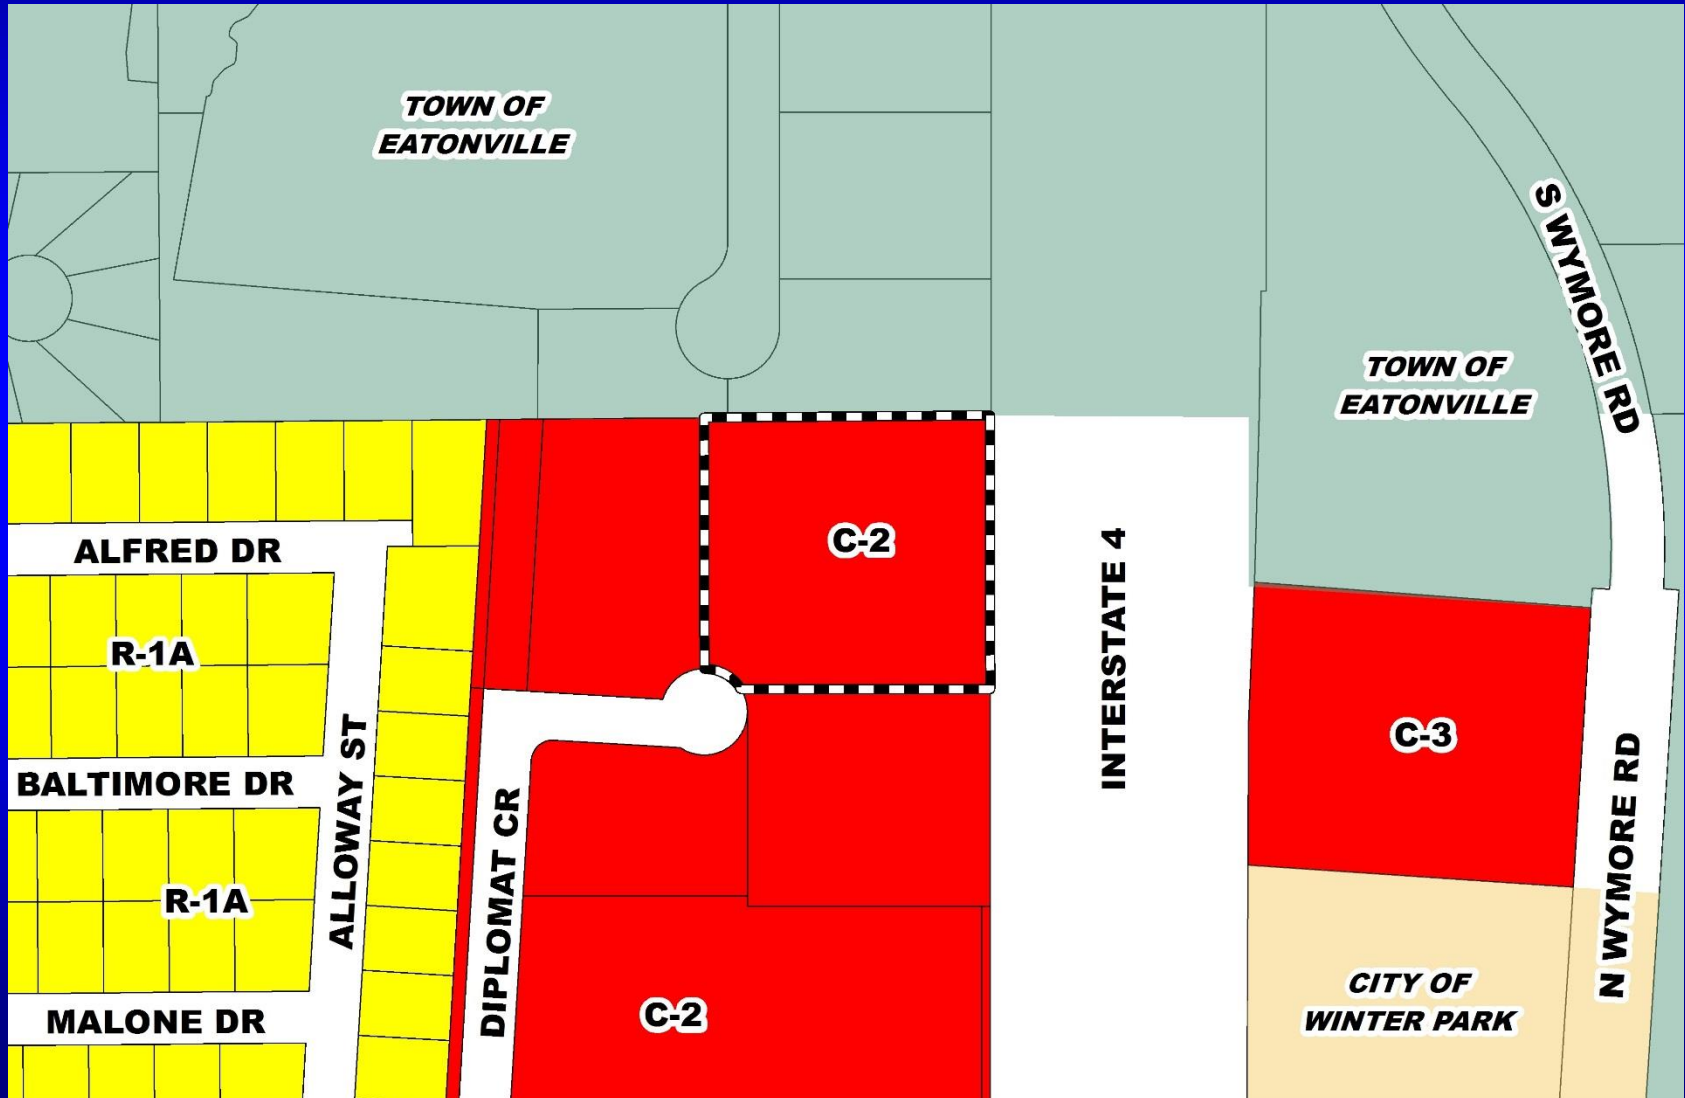 TOWN OF
EATONVILLE
S WYMORE RD
TOWN OF
EATONVILLE
C-2
ALFRED DR
INTERSTATE 4
R-1A
C-3
BALTIMORE DR
ALLOWAY ST
N WYMORE RD
DIPLOMAT CR
R-1A
CITY OF
WINTER PARK
C-2
MALONE DR